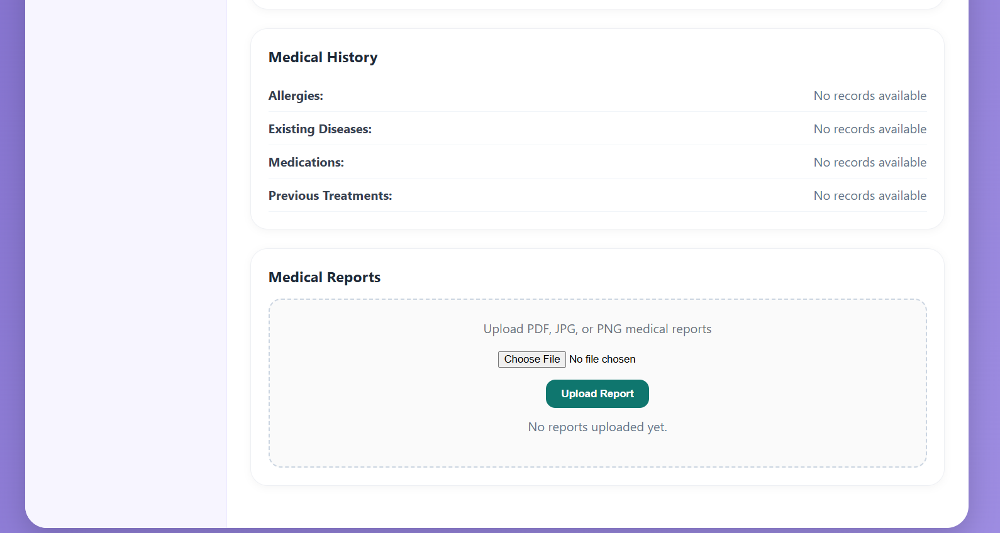 Medical History
Allergies: No records available
Existing Diseases: No records available
Medications: No records available
Previous Treatments: No records available
Medical Reports
Upload PDF, JPG, or PNG medical reports
Choose File No file chosen
Upload Report
No reports uploaded yet.